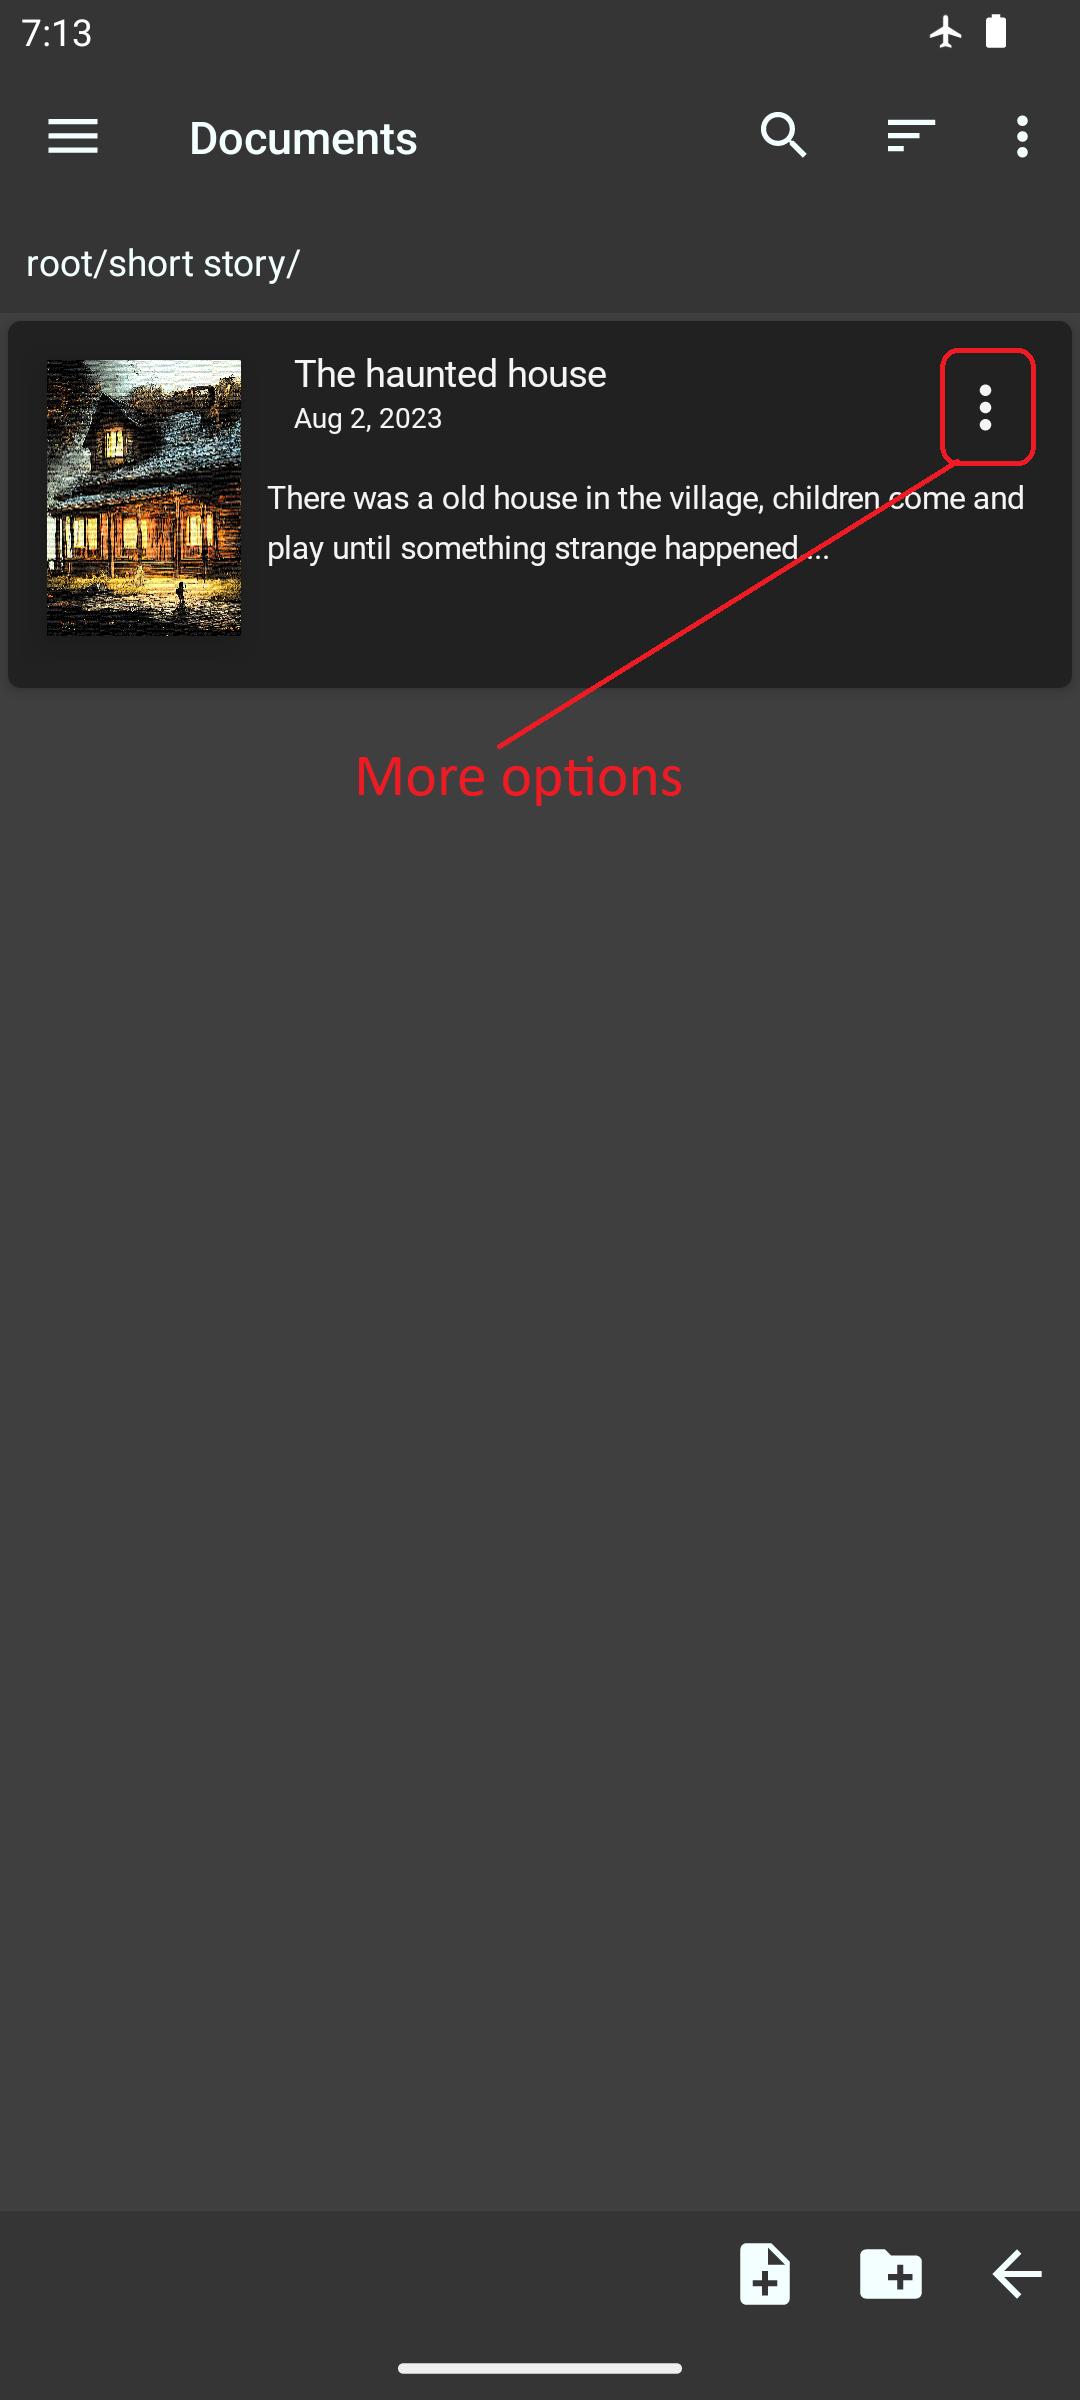 7:13
Documents
root/short story/
The haunted house
Aug 2, 2023
There was a old house in the village, children come and
play until something strange happened ...
More options